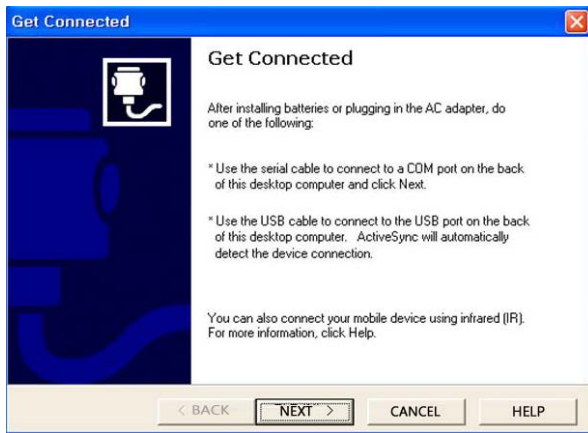 Get Connected
Get Connected
After installing batteries or plugging in the AC adapter, do
one of the following:
* Use the serial cable to connect to a COM port on the back
of this desktop computer and click Next.
* Use the USB cable to connect to the USB port on the back
of this desktop computer. ActiveSync will automatically
detect the device connection.
You can also connect your mobile device using infrared (IR).
For more information, click Help.
< BACK NEXT > CANCEL HELP